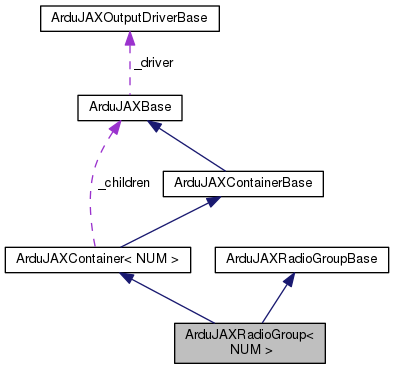 ArduJAXOutputDriverBase
_driver
ArduJAXBase
_children
ArduJAXContainerBase
ArduJAXContainer< NUM >
ArduJAXRadioGroupBase
ArduJAXRadioGroup<
NUM >